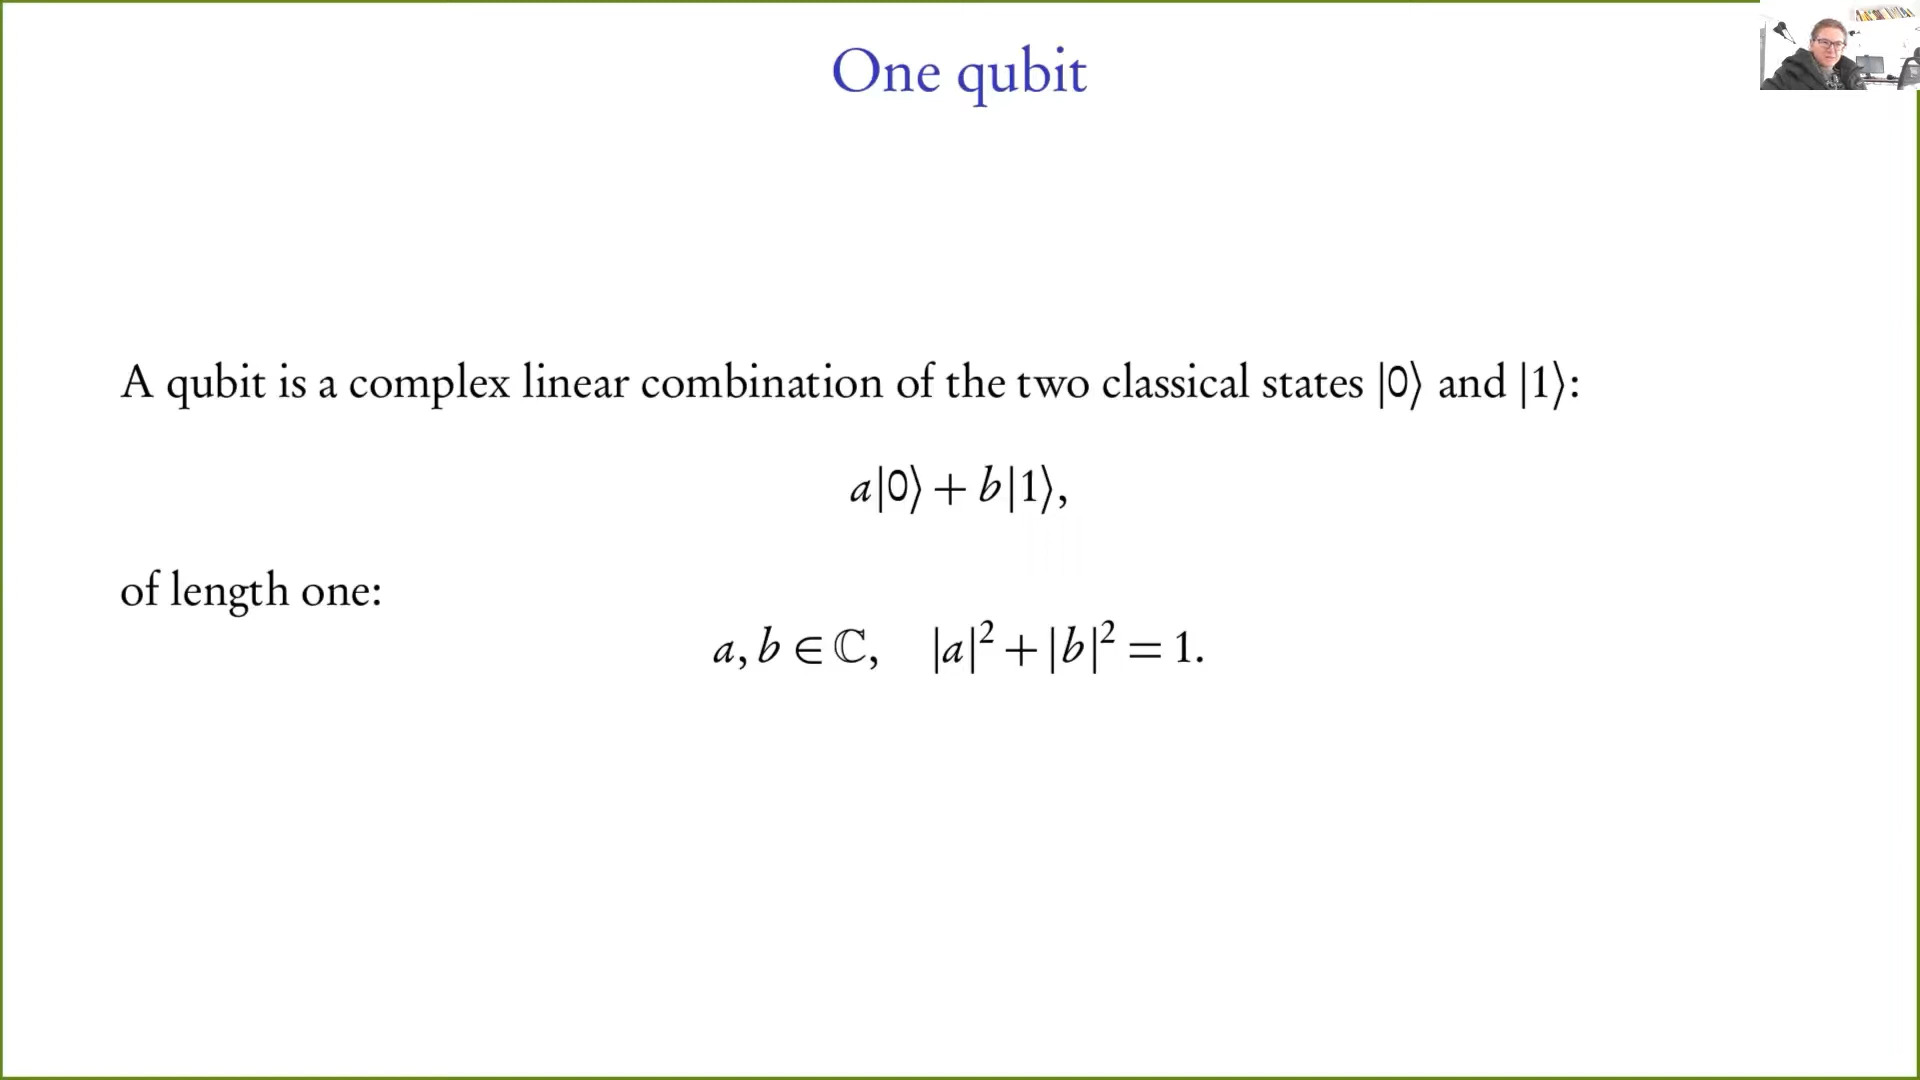 One qubit
A qubit is a complex linear combination of the two classical states |0⟩ and |1⟩:
a|0⟩ + b|1⟩,
of length one:
a, b ∈ ℂ, |a|² + |b|² = 1.